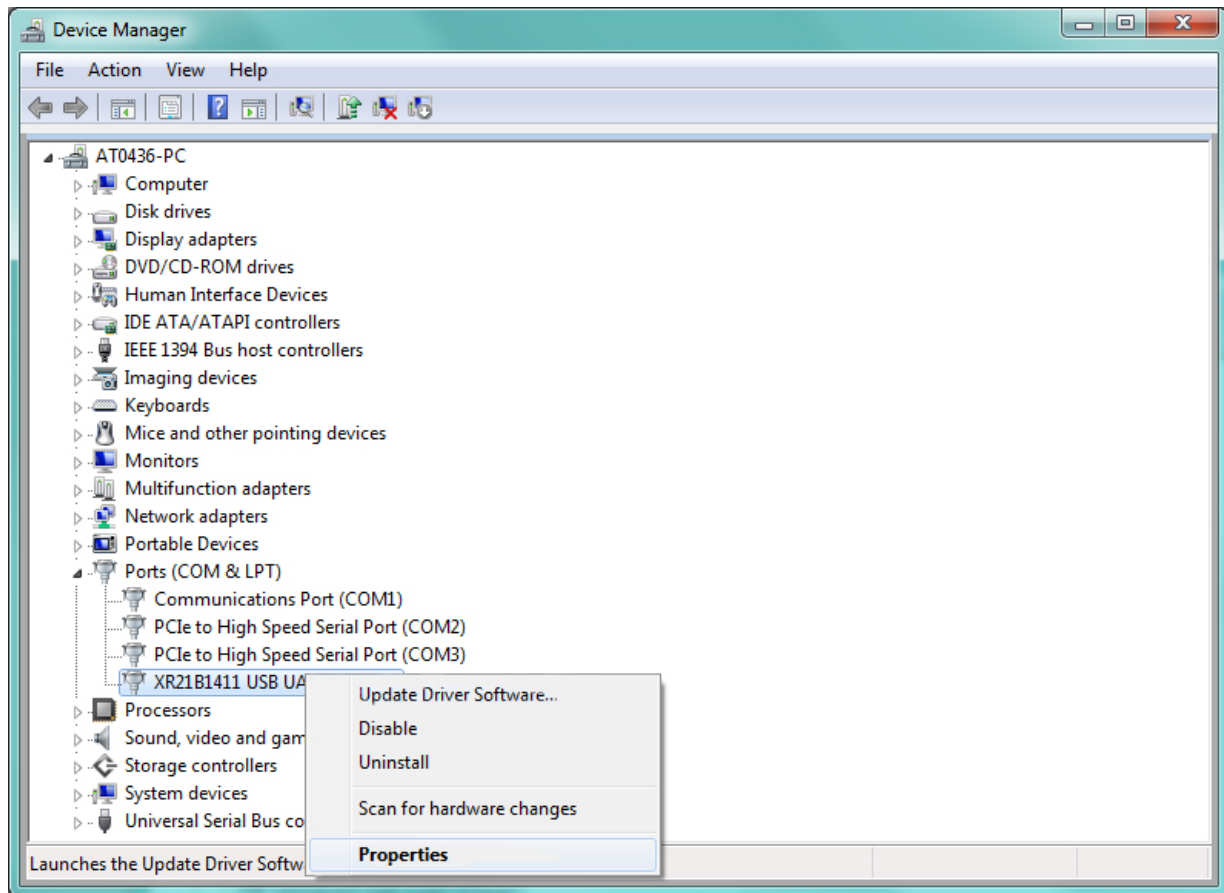 Device Manager
File Action View Help
AT0436-PC
Computer
Disk drives
Display adapters
DVD/CD-ROM drives
Human Interface Devices
IDE ATA/ATAPI controllers
IEEE 1394 Bus host controllers
Imaging devices
Keyboards
Mice and other pointing devices
Monitors
Multifunction adapters
Network adapters
Portable Devices
Ports (COM & LPT)
Communications Port (COM1)
PCIe to High Speed Serial Port (COM2)
PCIe to High Speed Serial Port (COM3)
XR21B1411 USB UA
Processors
Sound, video and gam
Storage controllers
System devices
Universal Serial Bus co
Update Driver Software...
Disable
Uninstall
Scan for hardware changes
Properties
Launches the Update Driver Softw